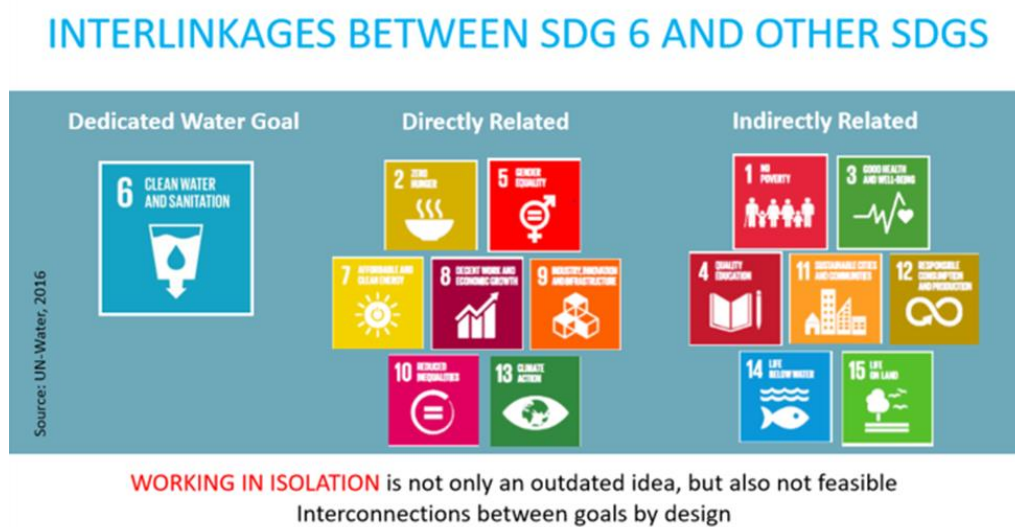 INTERLINKAGES BETWEEN SDG 6 AND OTHER SDGS
Dedicated Water Goal
6 CLEAN WATER
AND SANITATION
Source: UN-Water, 2016
Directly Related
2 ZERO
HUNGER
5 GENDER
EQUALITY
7 AFFORDABLE AND
CLEAN ENERGY
8 DECENT WORK AND
ECONOMIC GROWTH
9 INDUSTRY, INNOVATION
AND INFRASTRUCTURE
10 REDUCED
INEQUALITIES
13 CLIMATE
ACTION
Indirectly Related
1 NO
POVERTY
3 GOOD HEALTH
AND WELL-BEING
4 QUALITY
EDUCATION
11 SUSTAINABLE CITIES
AND COMMUNITIES
12 RESPONSIBLE
CONSUMPTION
AND PRODUCTION
14 LIFE
BELOW WATER
15 LIFE
ON LAND
WORKING IN ISOLATION is not only an outdated idea, but also not feasible
Interconnections between goals by design